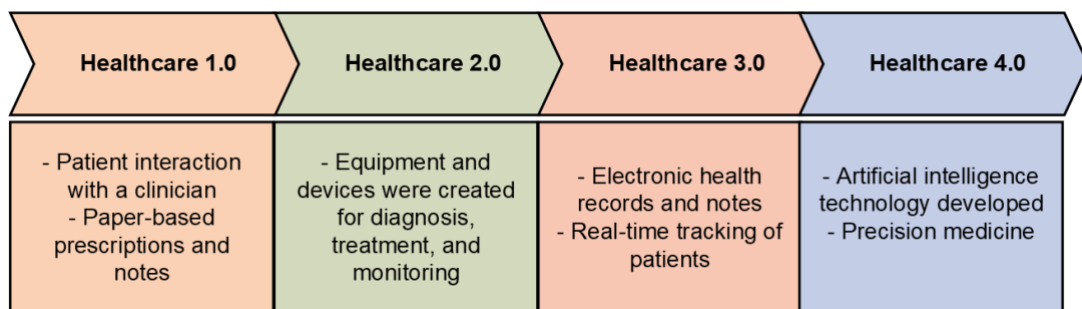 Healthcare 1.0
Healthcare 2.0
Healthcare 3.0
Healthcare 4.0
- Patient interaction
with a clinician
- Paper-based
prescriptions and
notes
- Equipment and
devices were created
for diagnosis,
treatment, and
monitoring
- Electronic health
records and notes
- Real-time tracking of
patients
- Artificial intelligence
technology developed
- Precision medicine